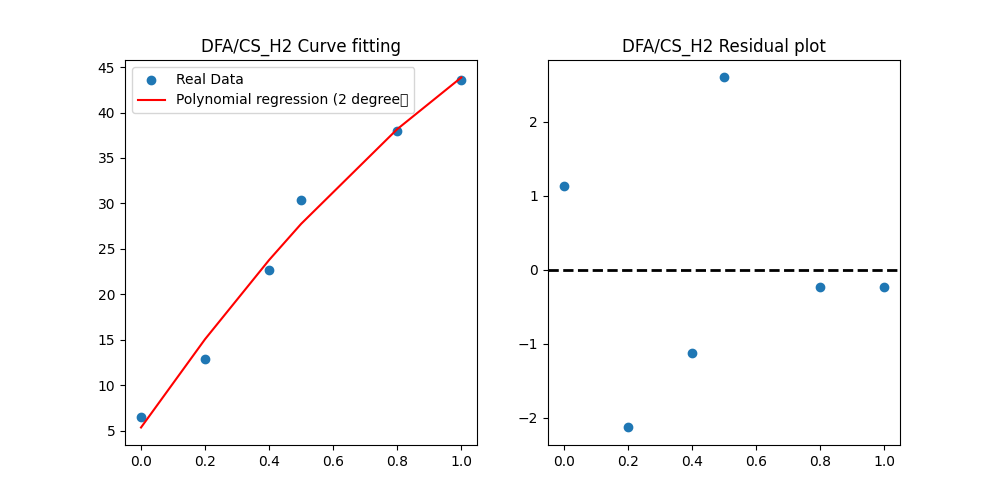 DFA/CS_H2 Curve fitting
Real Data
Polynomial regression (2 degree
45
40
35
30
25
20
15
10
5
0.0 0.2 0.4 0.6 0.8 1.0
DFA/CS_H2 Residual plot
2
1
0
−1
−2
0.0 0.2 0.4 0.6 0.8 1.0